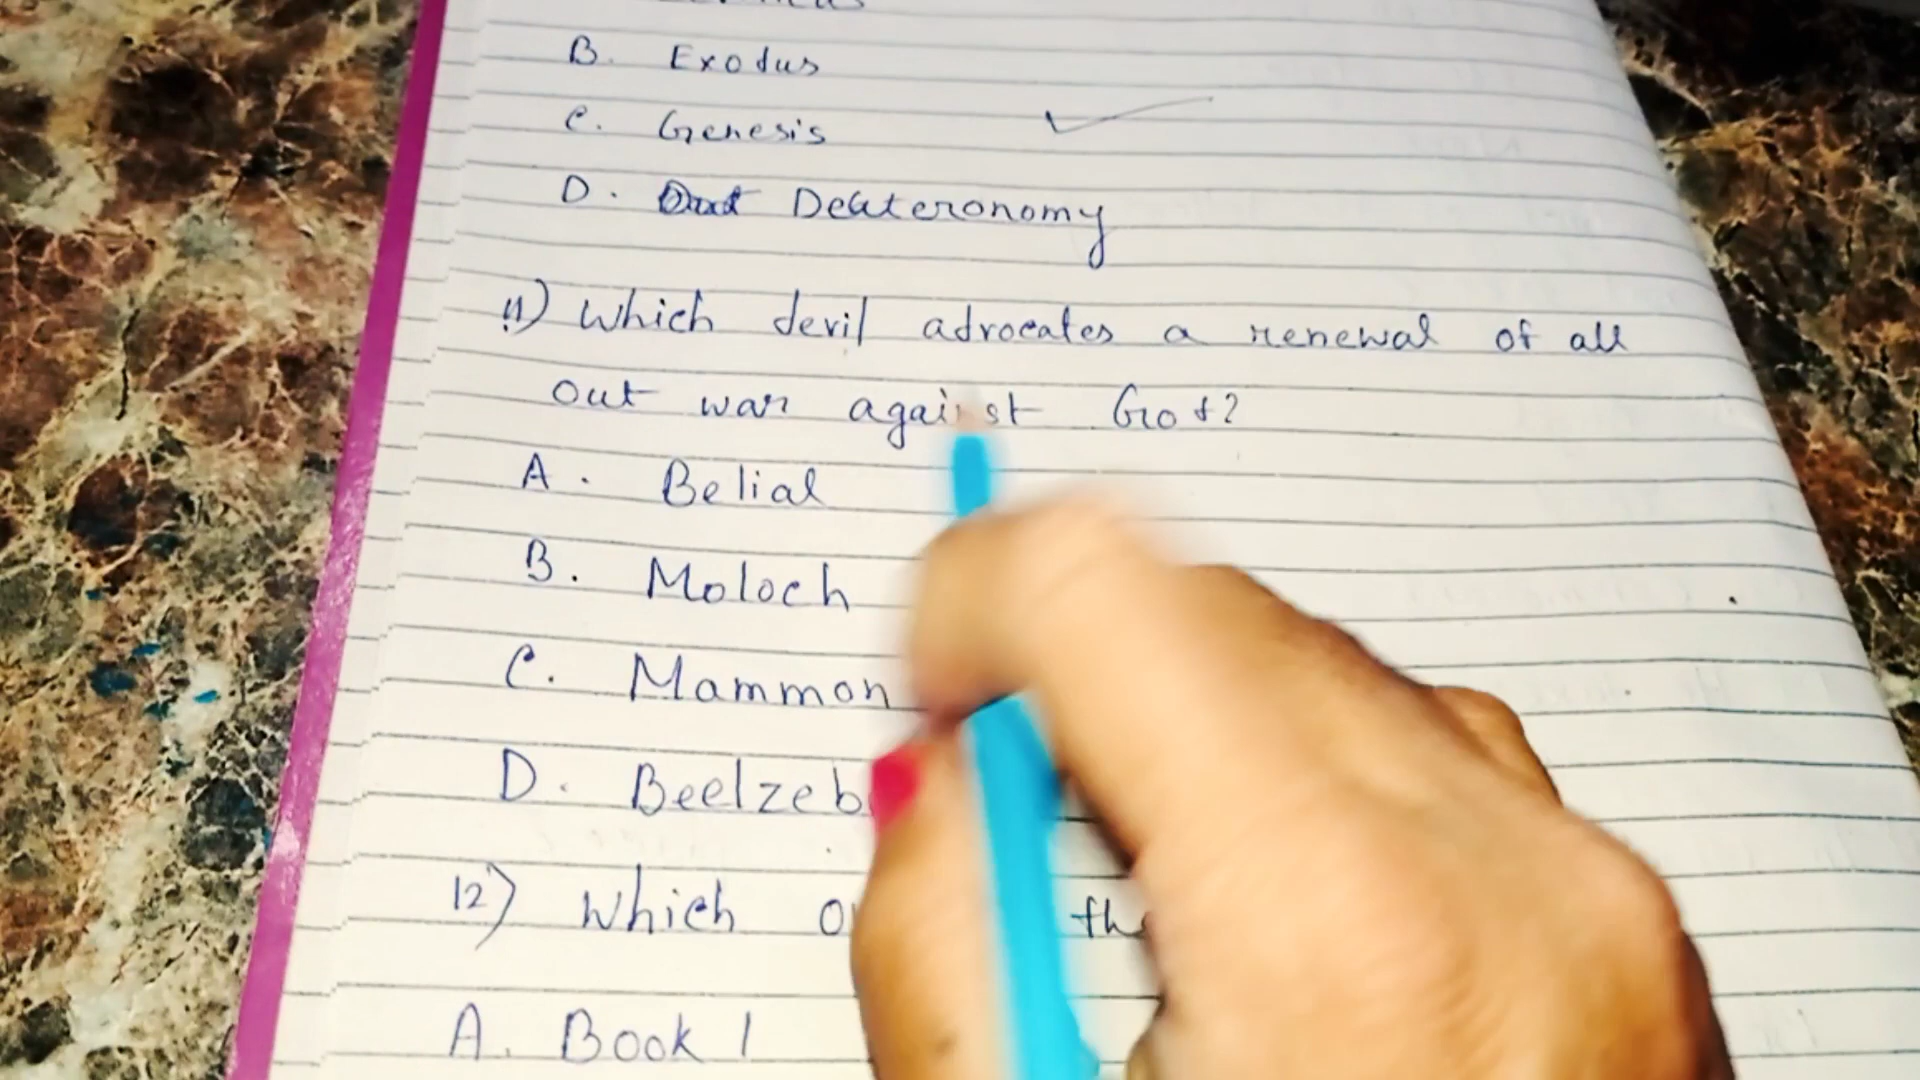 B. Exodus
C. Genesis
D. Deuteronomy
11) Which devil advocates a renewal of all
out war against God?
A. Belial
B. Moloch
C. Mammon
D. Beelzeb
12) Which
A. Book 1